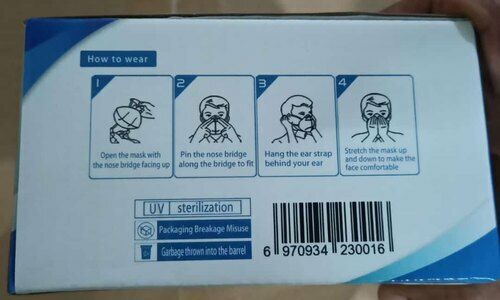 How to wear
1
Open the mask with
the nose bridge facing up
2
Pin the nose bridge
along the bridge to fit
3
Hang the ear strap
behind your ear
4
Stretch the mask up
and down to make the
face comfortable
UV sterilization
Packaging Breakage Misuse
Garbage thrown into the barrel
6 970934 230016